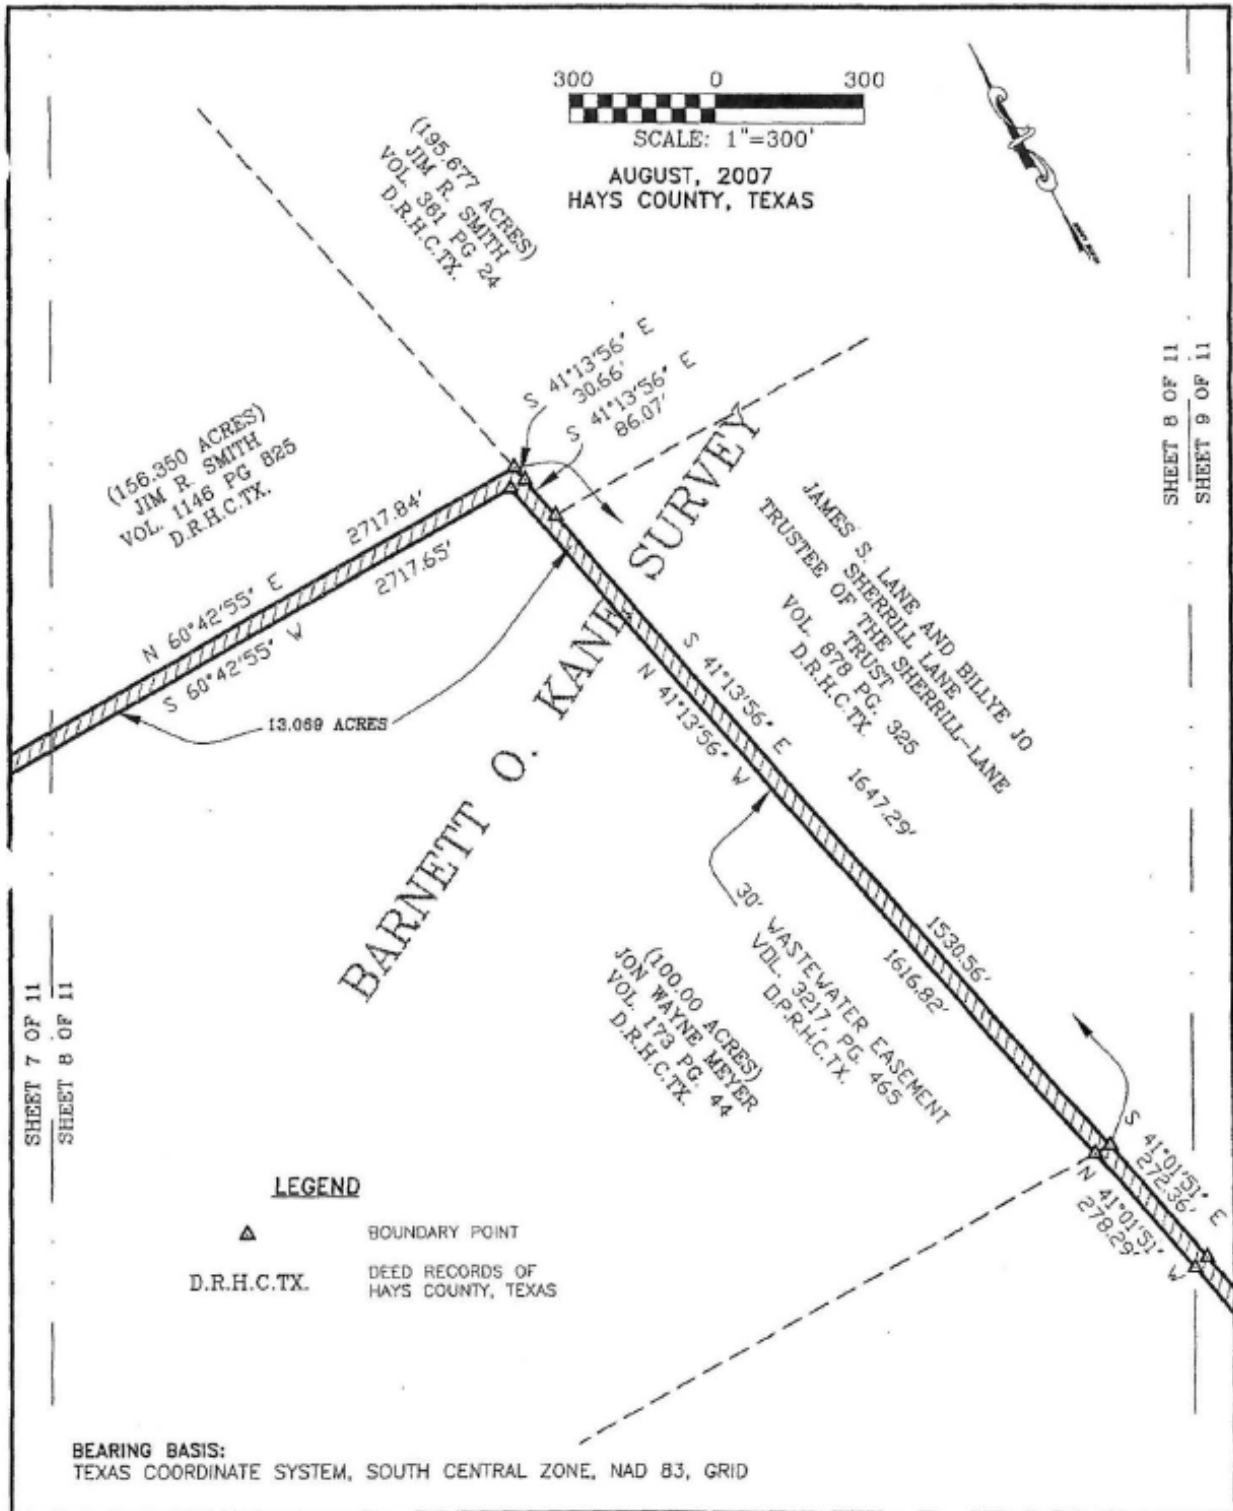 300 0 300
SCALE: 1"=300'
AUGUST, 2007
HAYS COUNTY, TEXAS
(195.677 ACRES)
JIM R. SMITH
VOL. 361 PG 24
D.R.H.C.TX.
S 41°13'56" E
30.66'
S 41°13'56" E
86.07'
SHEET 8 OF 11
SHEET 9 OF 11
(156.350 ACRES)
JIM R. SMITH
VOL. 1146 PG 825
D.R.H.C.TX.
2717.84'
2717.65'
N 60°42'55" E
S 60°42'55" W
13.069 ACRES
BARNETT O. KANE SURVEY
JAMES S. LANE AND BILLYE JO
SHERRILL LANE
TRUSTEE OF THE SHERRILL-LANE
TRUST
VOL. 878 PG. 325
D.R.H.C.TX.
S 41°13'56" E
N 41°13'56" W
1647.29'
1530.56'
1616.82'
30' WASTEWATER EASEMENT
VOL. 3217, PG. 465
O.P.R.H.C.TX.
(100.00 ACRES)
JON WAYNE MEYER
VOL. 173 PG. 44
D.R.H.C.TX.
SHEET 7 OF 11
SHEET 8 OF 11
S 41°01'51" E
272.36'
N 41°01'51" W
278.29'
LEGEND
BOUNDARY POINT
D.R.H.C.TX.
DEED RECORDS OF
HAYS COUNTY, TEXAS
BEARING BASIS:
TEXAS COORDINATE SYSTEM, SOUTH CENTRAL ZONE, NAD 83, GRID